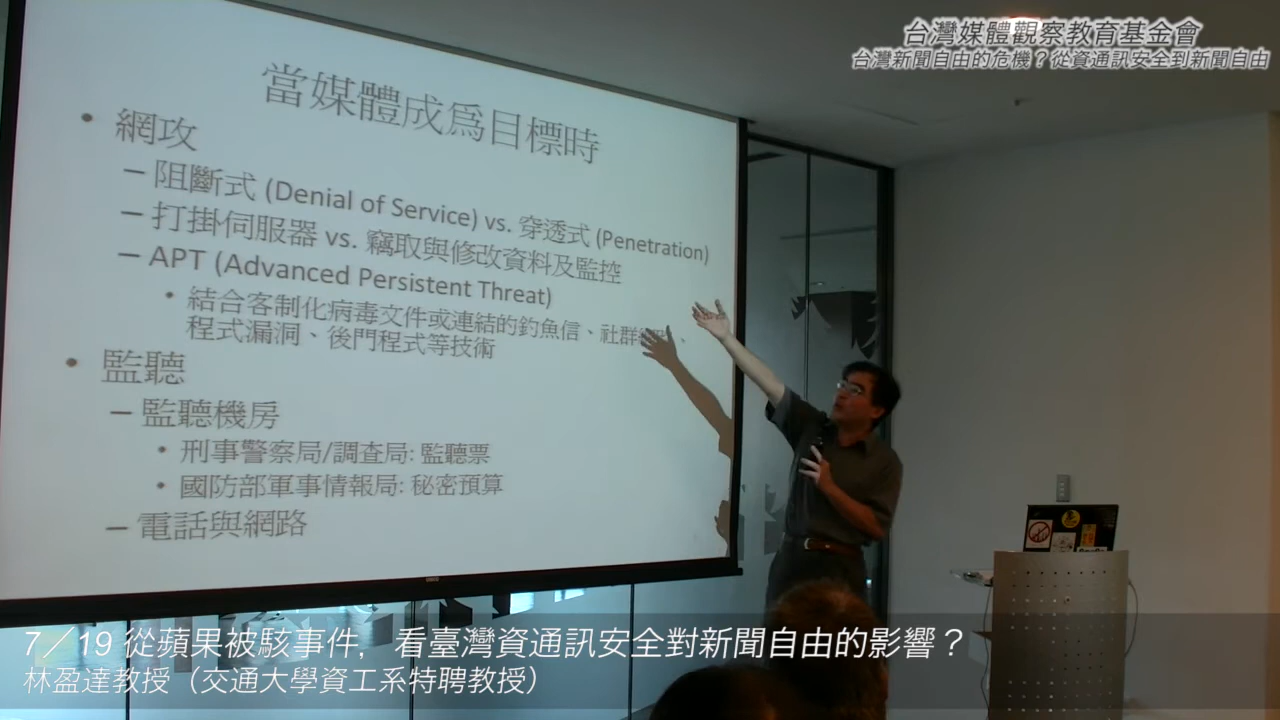 台灣媒體觀察教育基金會
台灣新聞自由的危機？從資通訊安全到新聞自由
當媒體成為目標時
• 網攻
– 阻斷式 (Denial of Service) vs. 穿透式 (Penetration)
– 打掛伺服器 vs. 竊取與修改資料及監控
– APT (Advanced Persistent Threat)
• 結合客制化病毒文件或連結的釣魚信、社群
程式漏洞、後門程式等技術
• 監聽
– 監聽機房
• 刑事警察局/調查局: 監聽票
• 國防部軍事情報局: 秘密預算
– 電話與網路
7／19 從蘋果被駭事件，看臺灣資通訊安全對新聞自由的影響？
林盈達教授（交通大學資工系特聘教授）